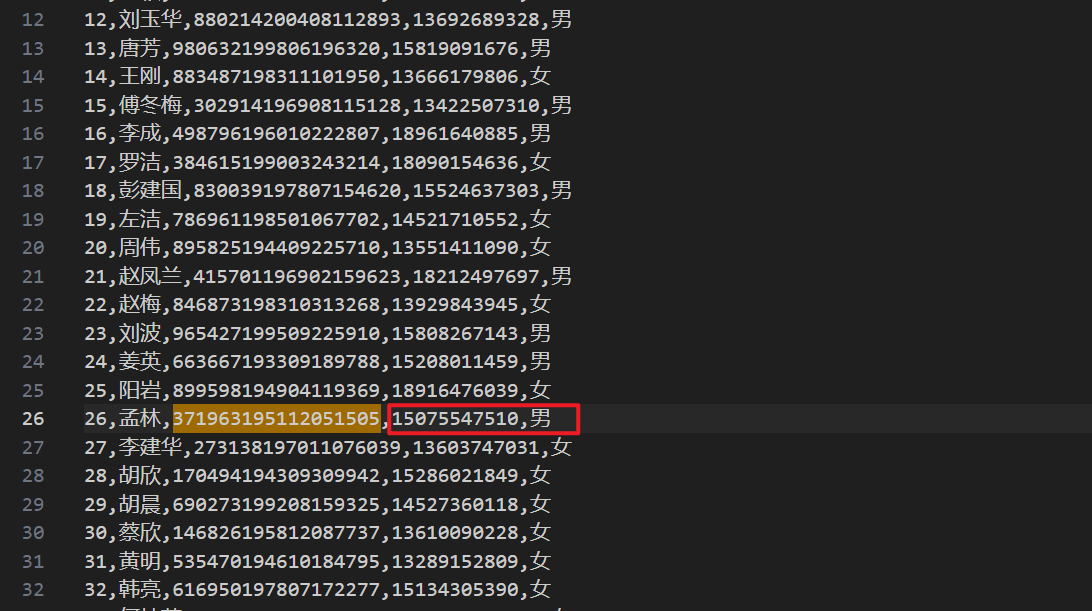 12 12,刘玉华,880214200408112893,13692689328,男
13 13,唐芳,980632199806196320,15819091676,男
14 14,王刚,883487198311101950,13666179806,女
15 15,傅冬梅,302914196908115128,13422507310,男
16 16,李成,498796196010222807,18961640885,男
17 17,罗洁,384615199003243214,18090154636,女
18 18,彭建国,830039197807154620,15524637303,男
19 19,左洁,786961198501067702,14521710552,女
20 20,周伟,895825194409225710,13551411090,女
21 21,赵凤兰,415701196902159623,18212497697,男
22 22,赵梅,846873198310313268,13929843945,女
23 23,刘波,965427199509225910,15808267143,男
24 24,姜英,663667193309189788,15208011459,男
25 25,阳岩,899598194904119369,18916476039,女
26 26,孟林,371963195112051505,15075547510,男
27 27,李建华,273138197011076039,13603747031,女
28 28,胡欣,170494194309309942,15286021849,女
29 29,胡晨,690273199208159325,14527360118,女
30 30,蔡欣,146826195812087737,13610090228,女
31 31,黄明,535470194610184795,13289152809,女
32 32,韩亮,616950197807172277,15134305390,女